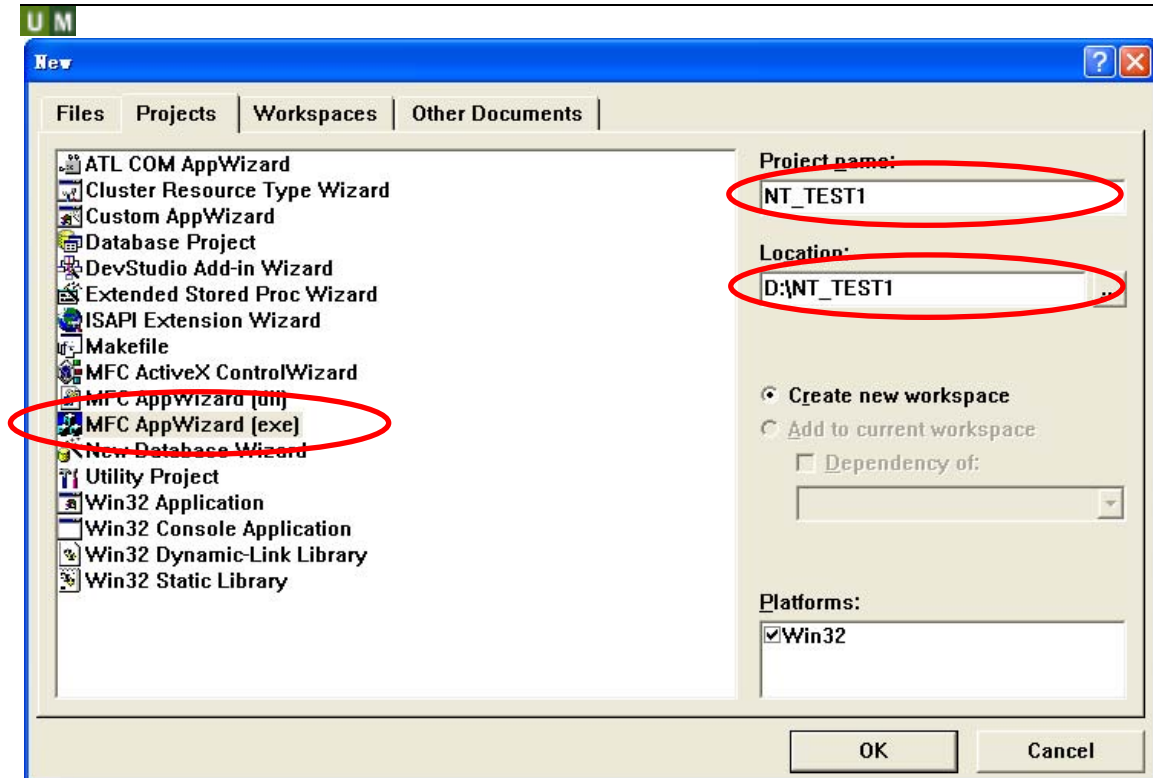 U M
New
Files Projects Workspaces Other Documents
ATL COM AppWizard
Cluster Resource Type Wizard
Custom AppWizard
Database Project
DevStudio Add-in Wizard
Extended Stored Proc Wizard
ISAPI Extension Wizard
Makefile
MFC ActiveX ControlWizard
MFC AppWizard (dll)
MFC AppWizard (exe)
New Database Wizard
Utility Project
Win32 Application
Win32 Console Application
Win32 Dynamic-Link Library
Win32 Static Library
Project name:
NT_TEST1
Location:
D:\NT_TEST1
...
Create new workspace
Add to current workspace
Dependency of:
Platforms:
Win32
OK Cancel